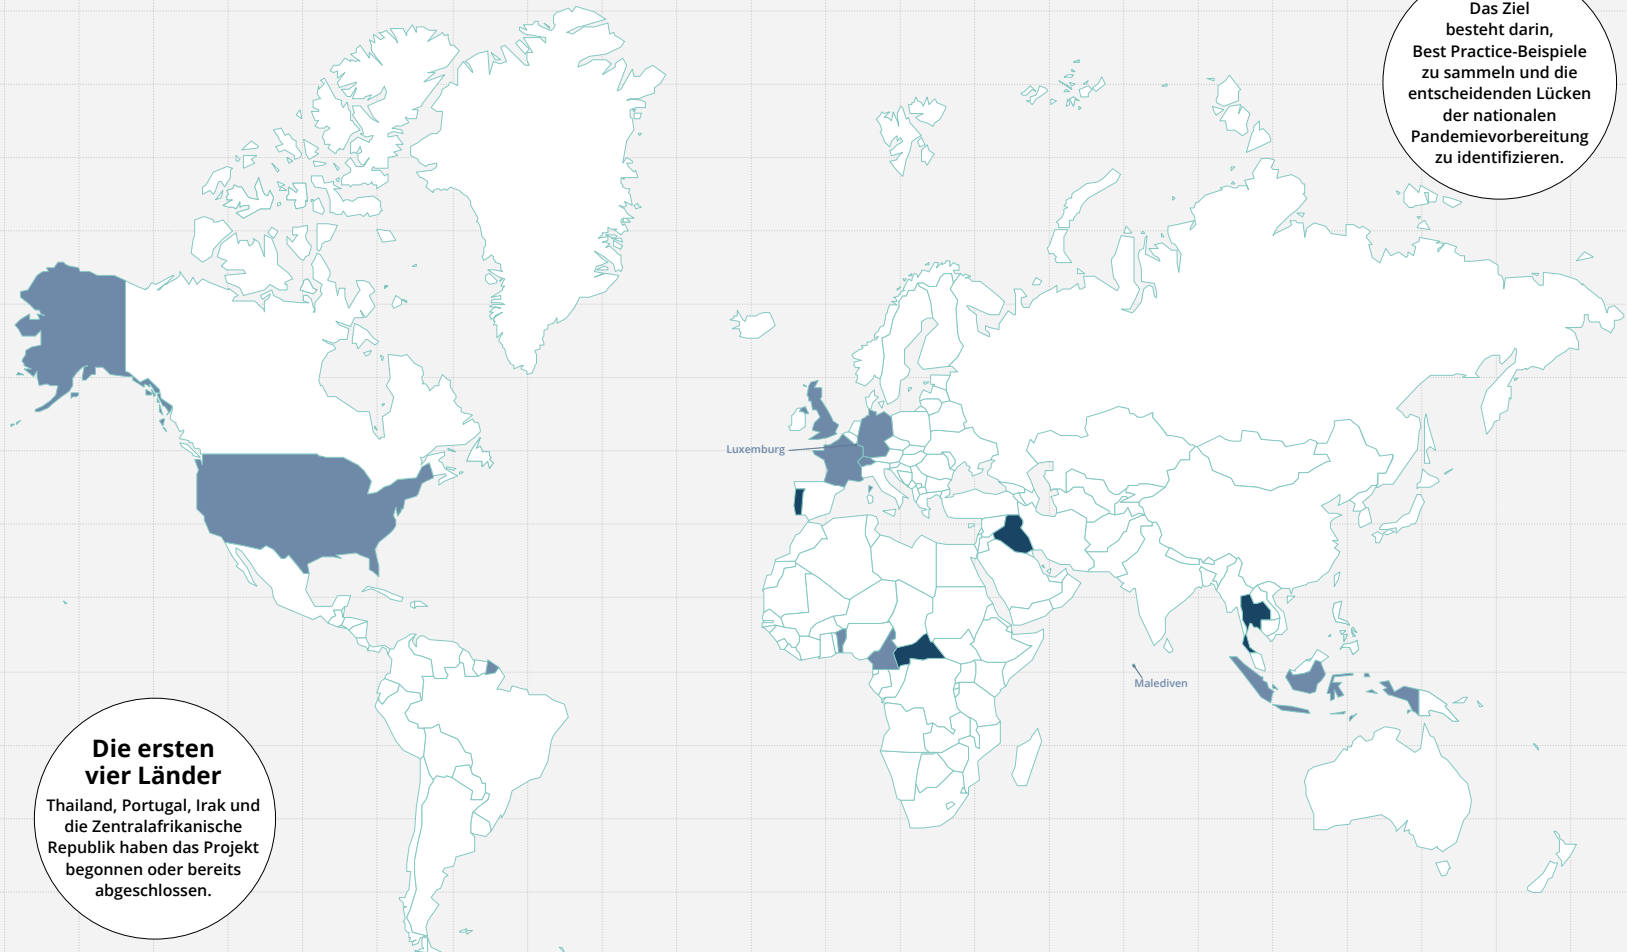 Das Ziel
besteht darin,
Best Practice-Beispiele
zu sammeln und die
entscheidenden Lücken
der nationalen
Pandemievorbereitung
zu identifizieren.
Luxemburg
Malediven
Die ersten
vier Länder
Thailand, Portugal, Irak und
die Zentralafrikanische
Republik haben das Projekt
begonnen oder bereits
abgeschlossen.